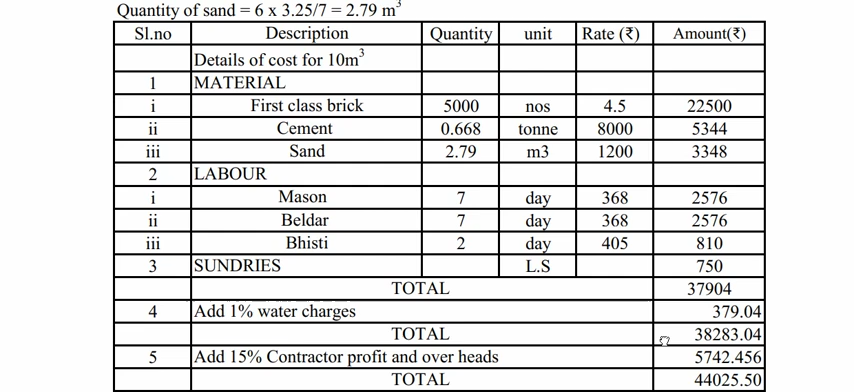 Quantity of sand = 6 x 3.25/7 = 2.79 m³
Sl.no Description Quantity unit Rate (₹) Amount(₹)
Details of cost for 10m³
1 MATERIAL
i First class brick 5000 nos 4.5 22500
ii Cement 0.668 tonne 8000 5344
iii Sand 2.79 m3 1200 3348
2 LABOUR
i Mason 7 day 368 2576
ii Beldar 7 day 368 2576
iii Bhisti 2 day 405 810
3 SUNDRIES L.S 750
TOTAL 37904
4 Add 1% water charges 379.04
TOTAL 38283.04
5 Add 15% Contractor profit and over heads 5742.456
TOTAL 44025.50